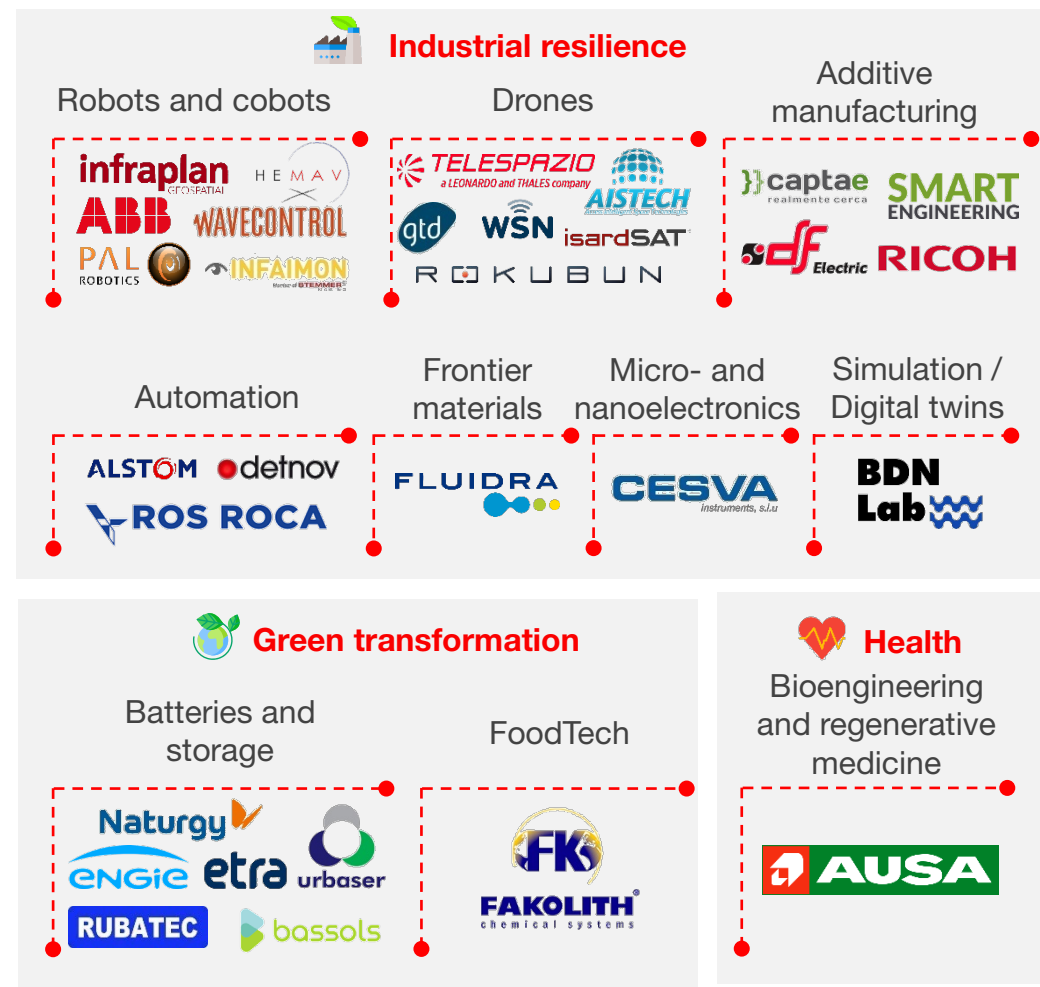 Industrial resilience
Robots and cobots
infraplan
GEOSPATIAL
HEMAV
ABB
WAVECONTROL
PAL
ROBOTICS
INFAIMON
Member of STEMMER
Drones
TELESPAZIO
a LEONARDO and THALES company
AISTECH
gtd
WSN
isardSAT
ROKUBUN
Additive
manufacturing
captae
realmente cerca
SMART
ENGINEERING
df
Electric
RICOH
Automation
ALSTOM
detnov
ROS ROCA
Frontier
materials
FLUIDRA
Micro- and
nanoelectronics
CESVA
instruments, s.l.u
Simulation /
Digital twins
BDN
Lab
Green transformation
Batteries and
storage
Naturgy
ENGIE
etra
urbaser
RUBATEC
bassols
FoodTech
FK
FAKOLITH®
chemical systems
Health
Bioengineering
and regenerative
medicine
AUSA